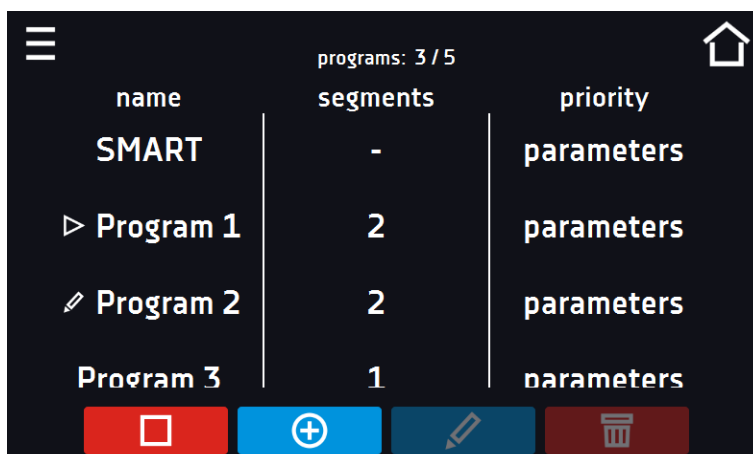 programs: 3 / 5
name segments priority
SMART - parameters
Program 1 2 parameters
Program 2 2 parameters
Program 3 1 parameters